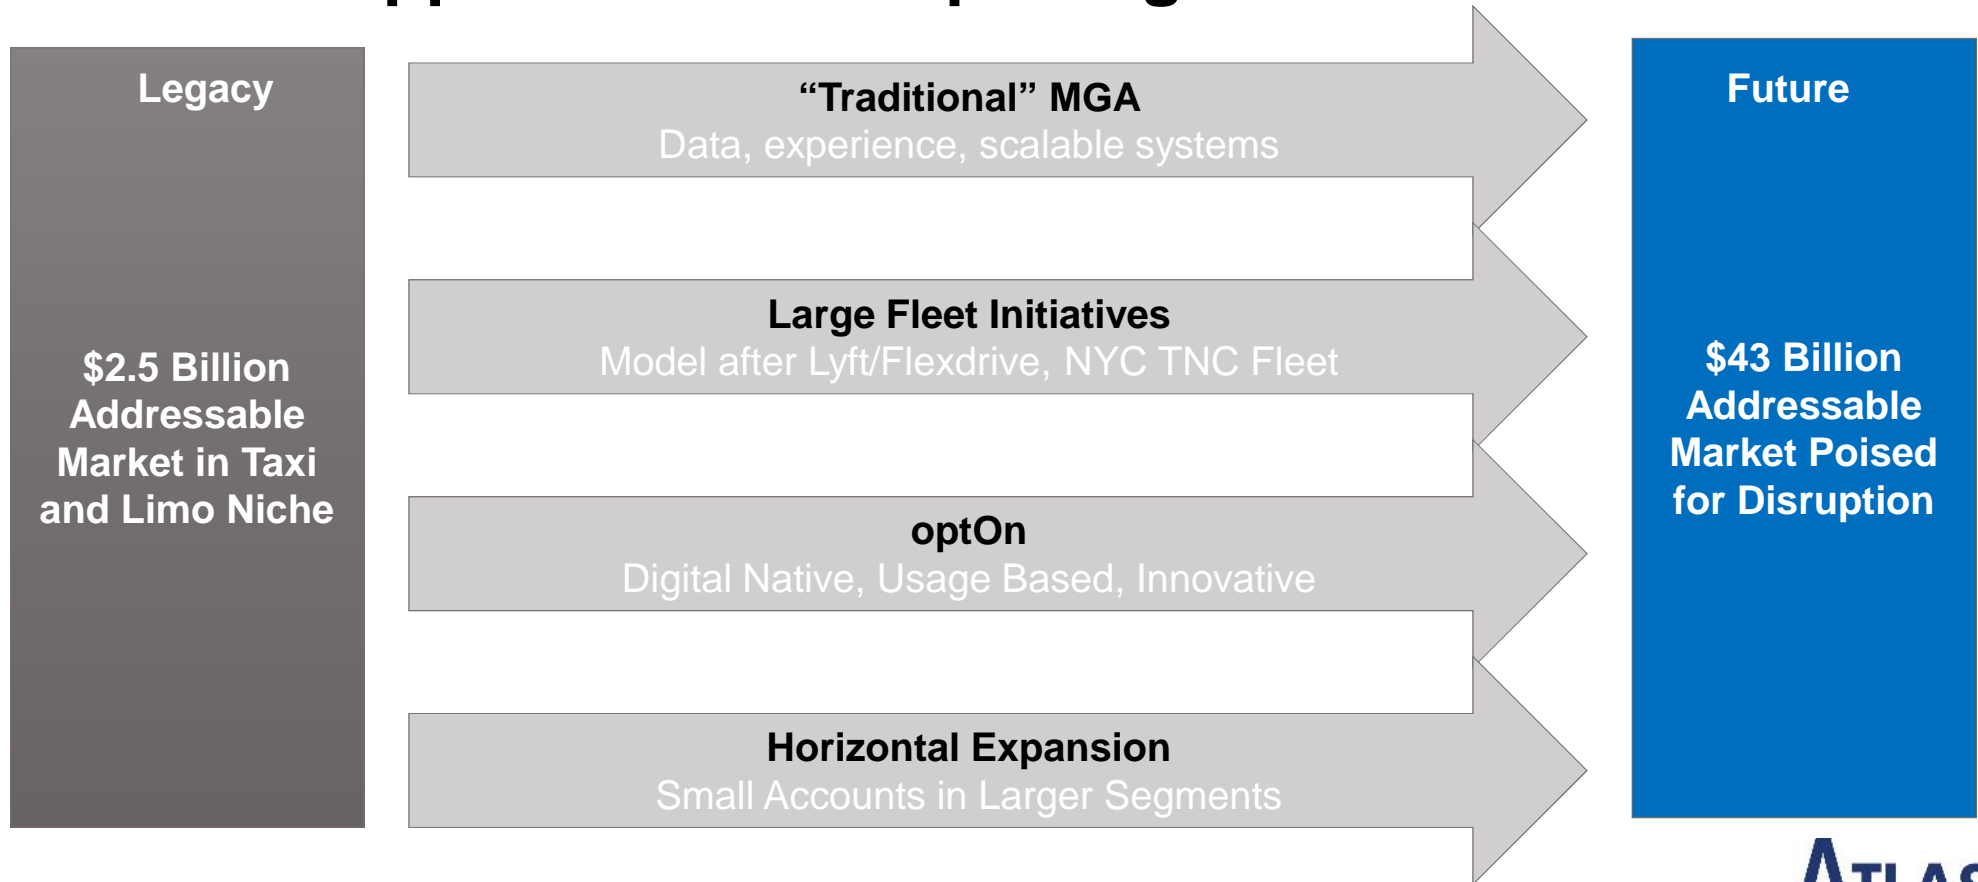 Legacy
$2.5 Billion
Addressable
Market in Taxi
and Limo Niche
“Traditional” MGA
Data, experience, scalable systems
Large Fleet Initiatives
Model after Lyft/Flexdrive, NYC TNC Fleet
optOn
Digital Native, Usage Based, Innovative
Horizontal Expansion
Small Accounts in Larger Segments
Future
$43 Billion
Addressable
Market Poised
for Disruption
ATLAS